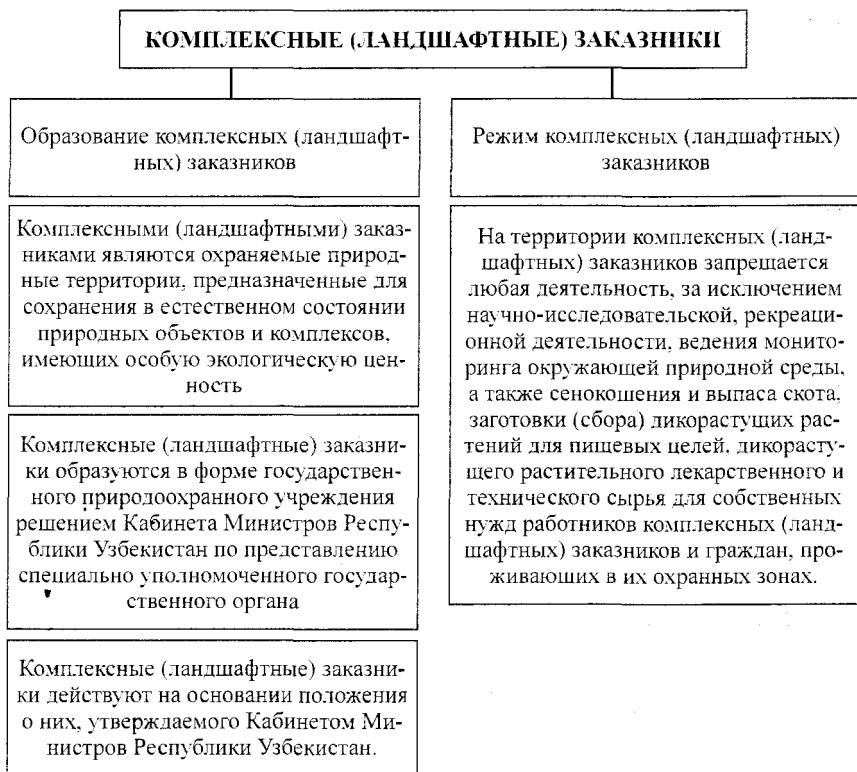 КОМПЛЕКСНЫЕ (ЛАНДШАФТНЫЕ) ЗАКАЗНИКИ
Образование комплексных (ландшафт-
ных) заказников
Комплексными (ландшафтными) заказ-
никами являются охраняемые природ-
ные территории, предназначенные для
сохранения в естественном состоянии
природных объектов и комплексов,
имеющих особую экологическую цен-
ность
Комплексные (ландшафтные) заказни-
ки образуются в форме государствен-
ного природоохранного учреждения
решением Кабинета Министров Респу-
блики Узбекистан по представлению
специально уполномоченного государ-
ственного органа
Комплексные (ландшафтные) заказни-
ки действуют на основании положения
о них, утверждаемого Кабинетом Ми-
нистров Республики Узбекистан.
Режим комплексных (ландшафтных)
заказников
На территории комплексных (ланд-
шафтных) заказников запрещается
любая деятельность, за исключением
научно-исследовательской, рекреаци-
онной деятельности, ведения монито-
ринга окружающей природной среды,
а также сенокошения и выпаса скота,
заготовки (сбора) дикорастущих рас-
тений для пищевых целей, дикорасту-
щего растительного лекарственного и
технического сырья для собственных
нужд работников комплексных (ланд-
шафтных) заказников и граждан, про-
живающих в их охранных зонах.